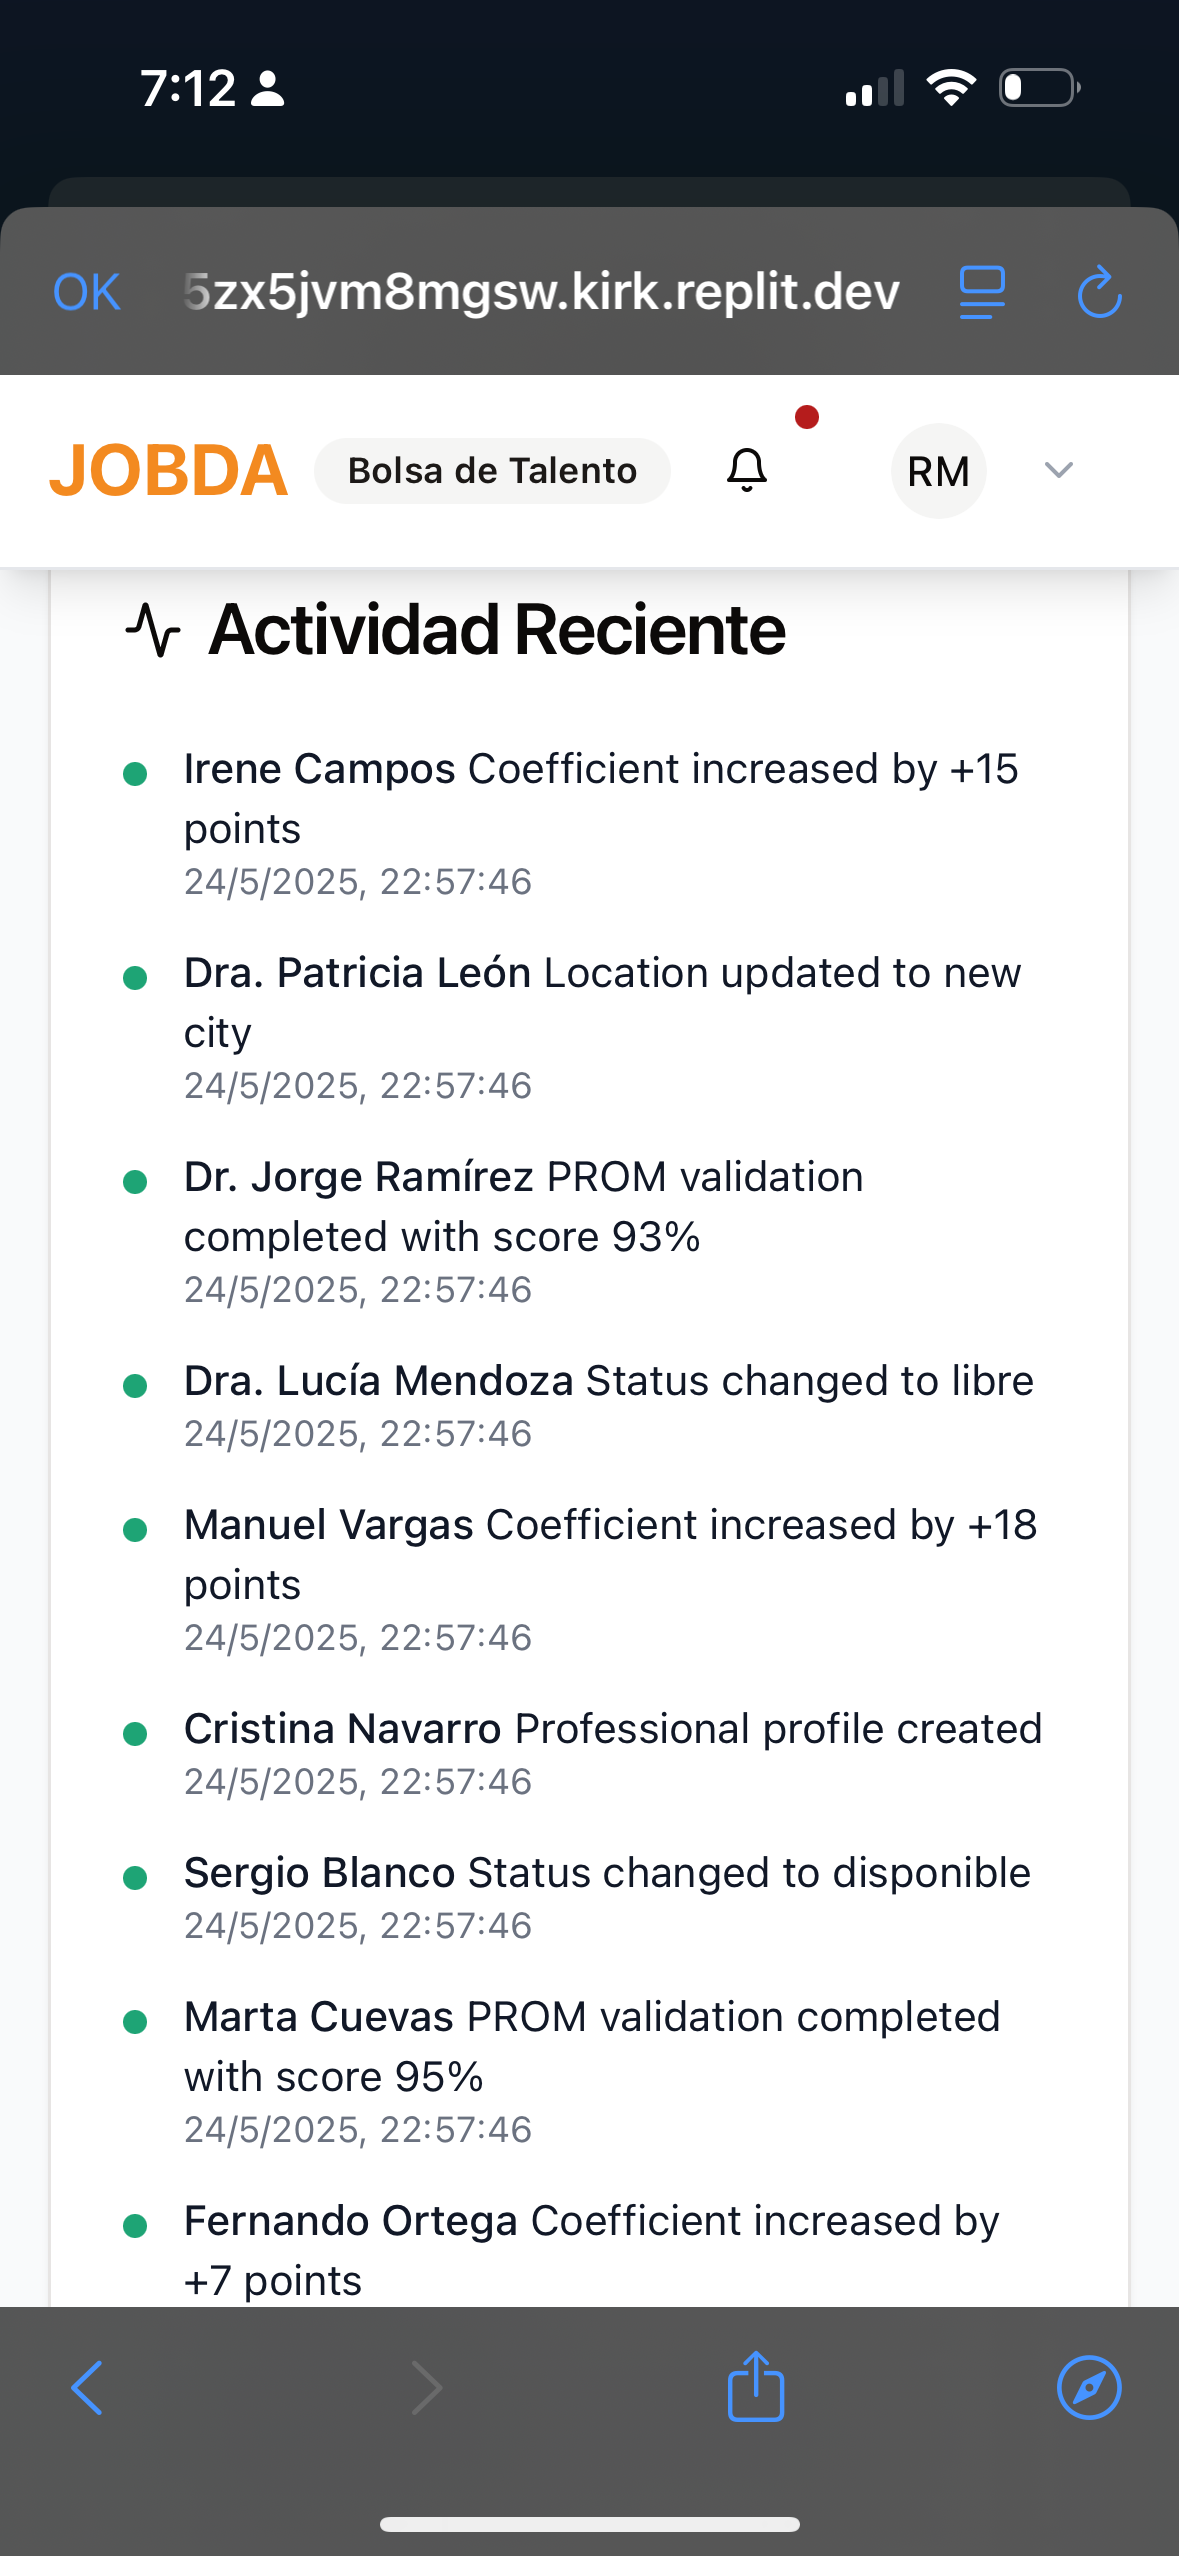 7:12
OK
5zx5jvm8mgsw.kirk.replit.dev
JOBDA
Bolsa de Talento
RM
Actividad Reciente
Irene Campos Coefficient increased by +15
points
24/5/2025, 22:57:46
Dra. Patricia León Location updated to new
city
24/5/2025, 22:57:46
Dr. Jorge Ramírez PROM validation
completed with score 93%
24/5/2025, 22:57:46
Dra. Lucía Mendoza Status changed to libre
24/5/2025, 22:57:46
Manuel Vargas Coefficient increased by +18
points
24/5/2025, 22:57:46
Cristina Navarro Professional profile created
24/5/2025, 22:57:46
Sergio Blanco Status changed to disponible
24/5/2025, 22:57:46
Marta Cuevas PROM validation completed
with score 95%
24/5/2025, 22:57:46
Fernando Ortega Coefficient increased by
+7 points